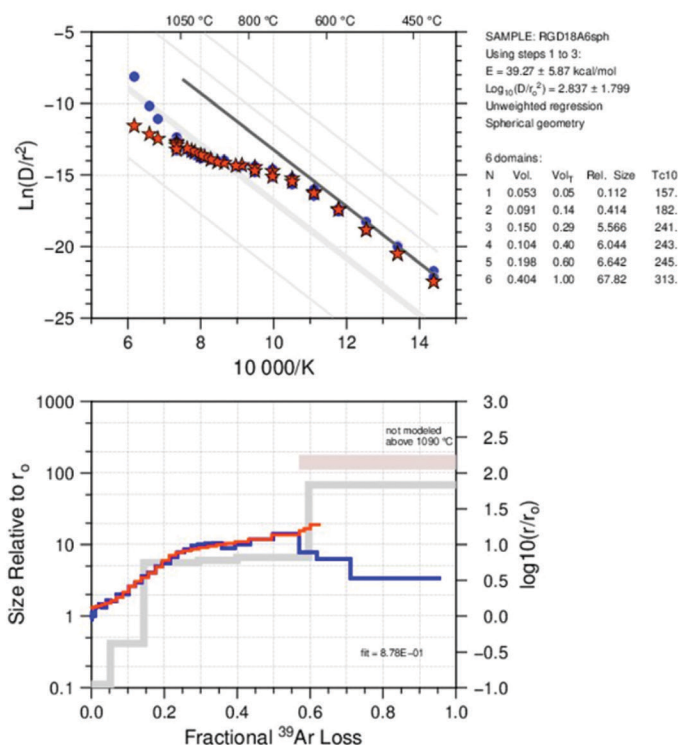 1050 °C 800 °C 600 °C 450 °C
−5
−10
−15
−20
−25
Ln(D/r²)
6 8 10 12 14
10 000/K
SAMPLE: RGD18A6sph
Using steps 1 to 3:
E = 39.27 ± 5.87 kcal/mol
Log₁₀(D/rₒ²) = 2.837 ± 1.799
Unweighted regression
Spherical geometry
6 domains:
N Vol. Vol_T Rel. Size Tc10
1 0.053 0.05 0.112 157.
2 0.091 0.14 0.414 182.
3 0.150 0.29 5.566 241.
4 0.104 0.40 6.044 243.
5 0.198 0.60 6.642 245.
6 0.404 1.00 67.82 313.
1000
100
10
1
0.1
Size Relative to rₒ
not modeled
above 1090 °C
fit = 8.78E−01
3.0
2.5
2.0
1.5
1.0
0.5
0.0
−0.5
−1.0
log10(r/rₒ)
0.0 0.2 0.4 0.6 0.8 1.0
Fractional ³⁹Ar Loss